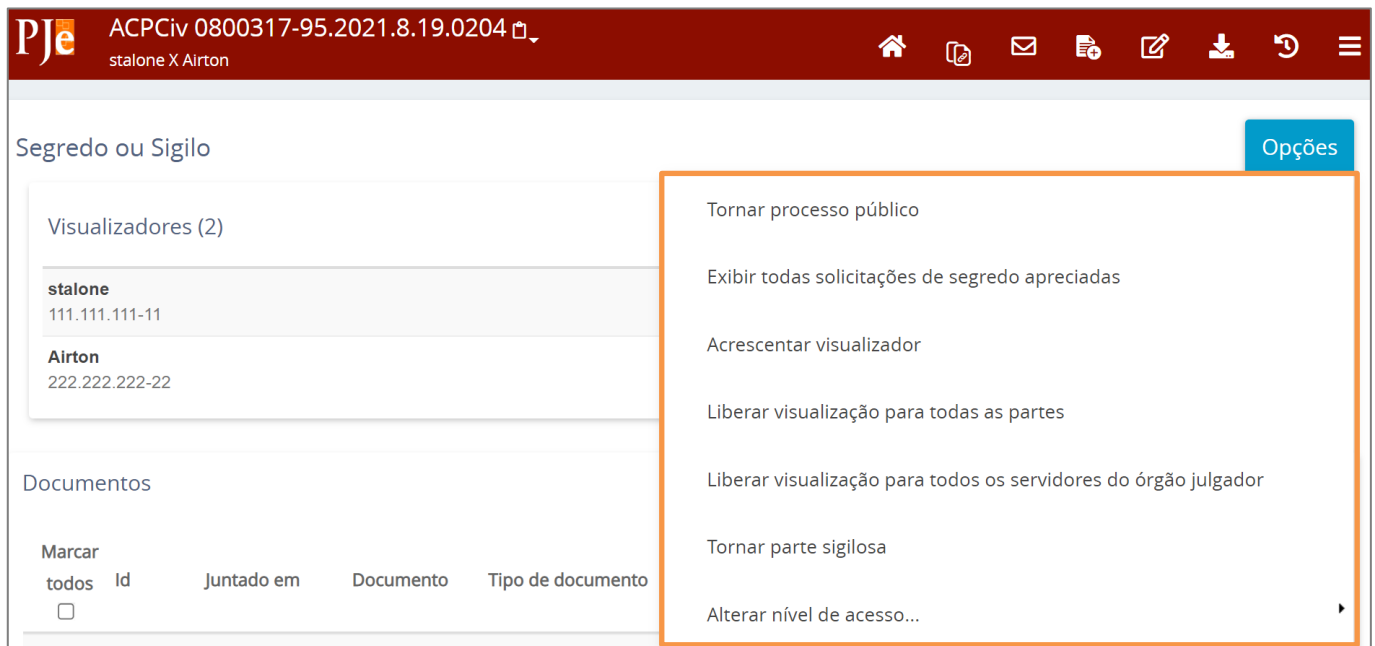 PJe
ACPCiv 0800317-95.2021.8.19.0204
stalone X Airton
Segredo ou Sigilo
Opções
Visualizadores (2)
stalone
111.111.111-11
Airton
222.222.222-22
Tornar processo público
Exibir todas solicitações de segredo apreciadas
Acrescentar visualizador
Liberar visualização para todas as partes
Liberar visualização para todos os servidores do órgão julgador
Tornar parte sigilosa
Alterar nível de acesso...
Documentos
Marcar
todos Id Juntado em Documento Tipo de documento